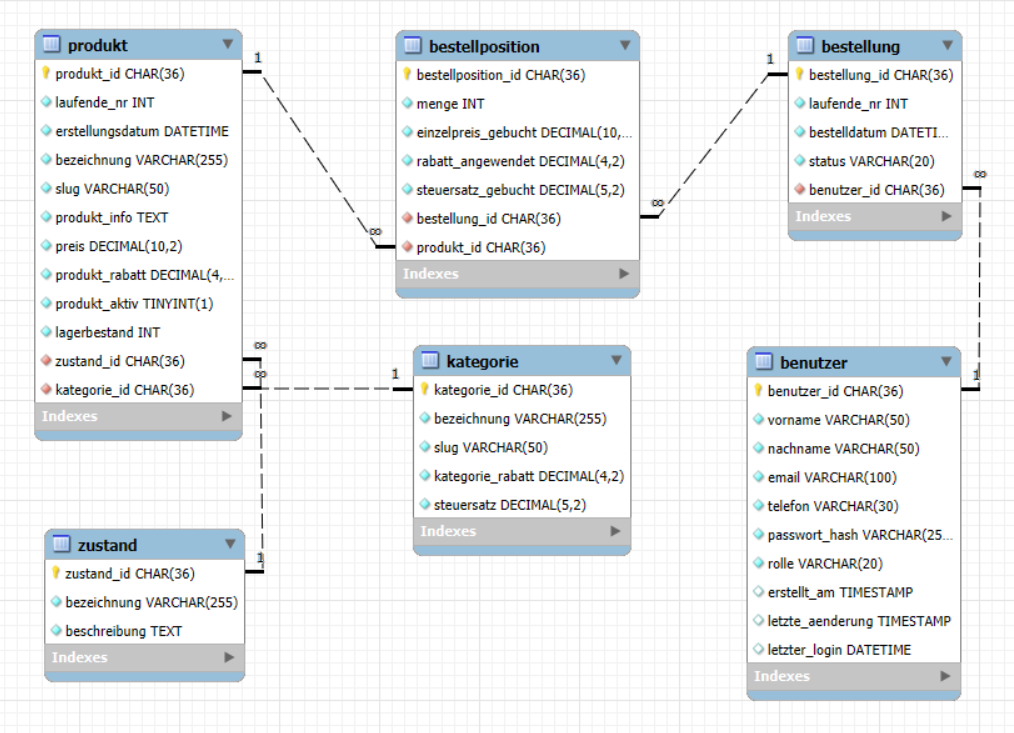 produkt
produkt_id CHAR(36)
laufende_nr INT
erstellungsdatum DATETIME
bezeichnung VARCHAR(255)
slug VARCHAR(50)
produkt_info TEXT
preis DECIMAL(10,2)
produkt_rabatt DECIMAL(4,...
produkt_aktiv TINYINT(1)
lagerbestand INT
zustand_id CHAR(36)
kategorie_id CHAR(36)
Indexes
1
∞
∞
∞
bestellposition
bestellposition_id CHAR(36)
menge INT
einzelpreis_gebucht DECIMAL(10,...
rabatt_angewendet DECIMAL(4,2)
steuersatz_gebucht DECIMAL(5,2)
bestellung_id CHAR(36)
produkt_id CHAR(36)
Indexes
∞
1
bestellung
bestellung_id CHAR(36)
laufende_nr INT
bestelldatum DATETI...
status VARCHAR(20)
benutzer_id CHAR(36)
Indexes
∞
1
kategorie
kategorie_id CHAR(36)
bezeichnung VARCHAR(255)
slug VARCHAR(50)
kategorie_rabatt DECIMAL(4,2)
steuersatz DECIMAL(5,2)
Indexes
benutzer
benutzer_id CHAR(36)
vorname VARCHAR(50)
nachname VARCHAR(50)
email VARCHAR(100)
telefon VARCHAR(30)
passwort_hash VARCHAR(25...
rolle VARCHAR(20)
erstellt_am TIMESTAMP
letzte_aenderung TIMESTAMP
letzter_login DATETIME
Indexes
1
zustand
zustand_id CHAR(36)
bezeichnung VARCHAR(255)
beschreibung TEXT
Indexes
1